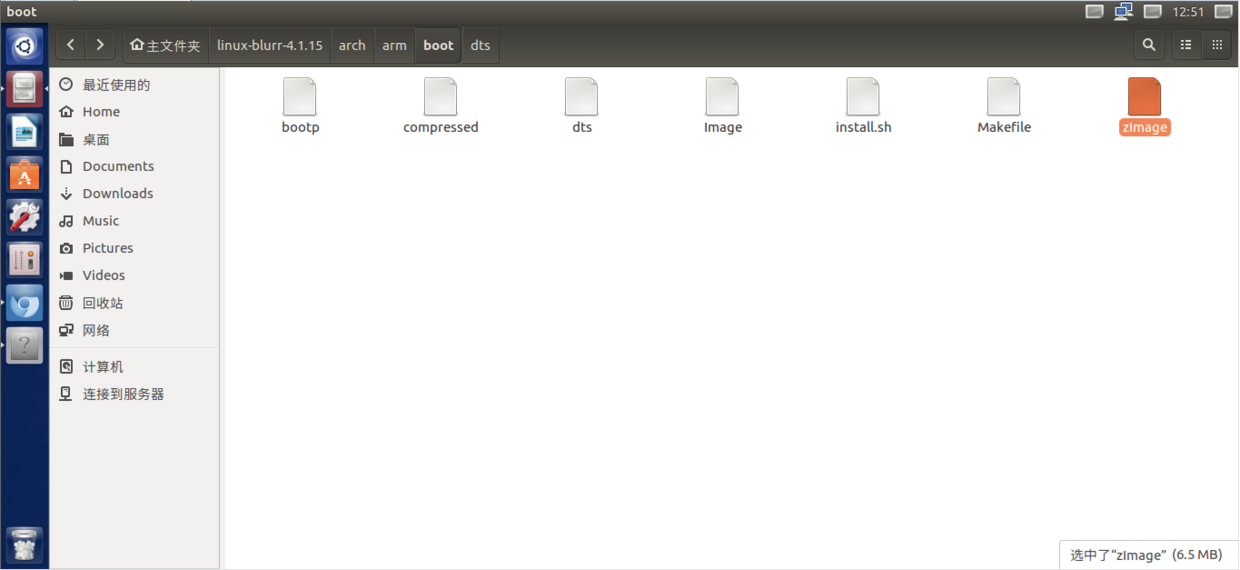 boot
12:51
主文件夹 linux-blurr-4.1.15 arch arm boot dts
最近使用的
Home
桌面
Documents
Downloads
Music
Pictures
Videos
回收站
网络
计算机
连接到服务器
bootp compressed dts Image install.sh Makefile zImage
选中了“zImage” (6.5 MB)